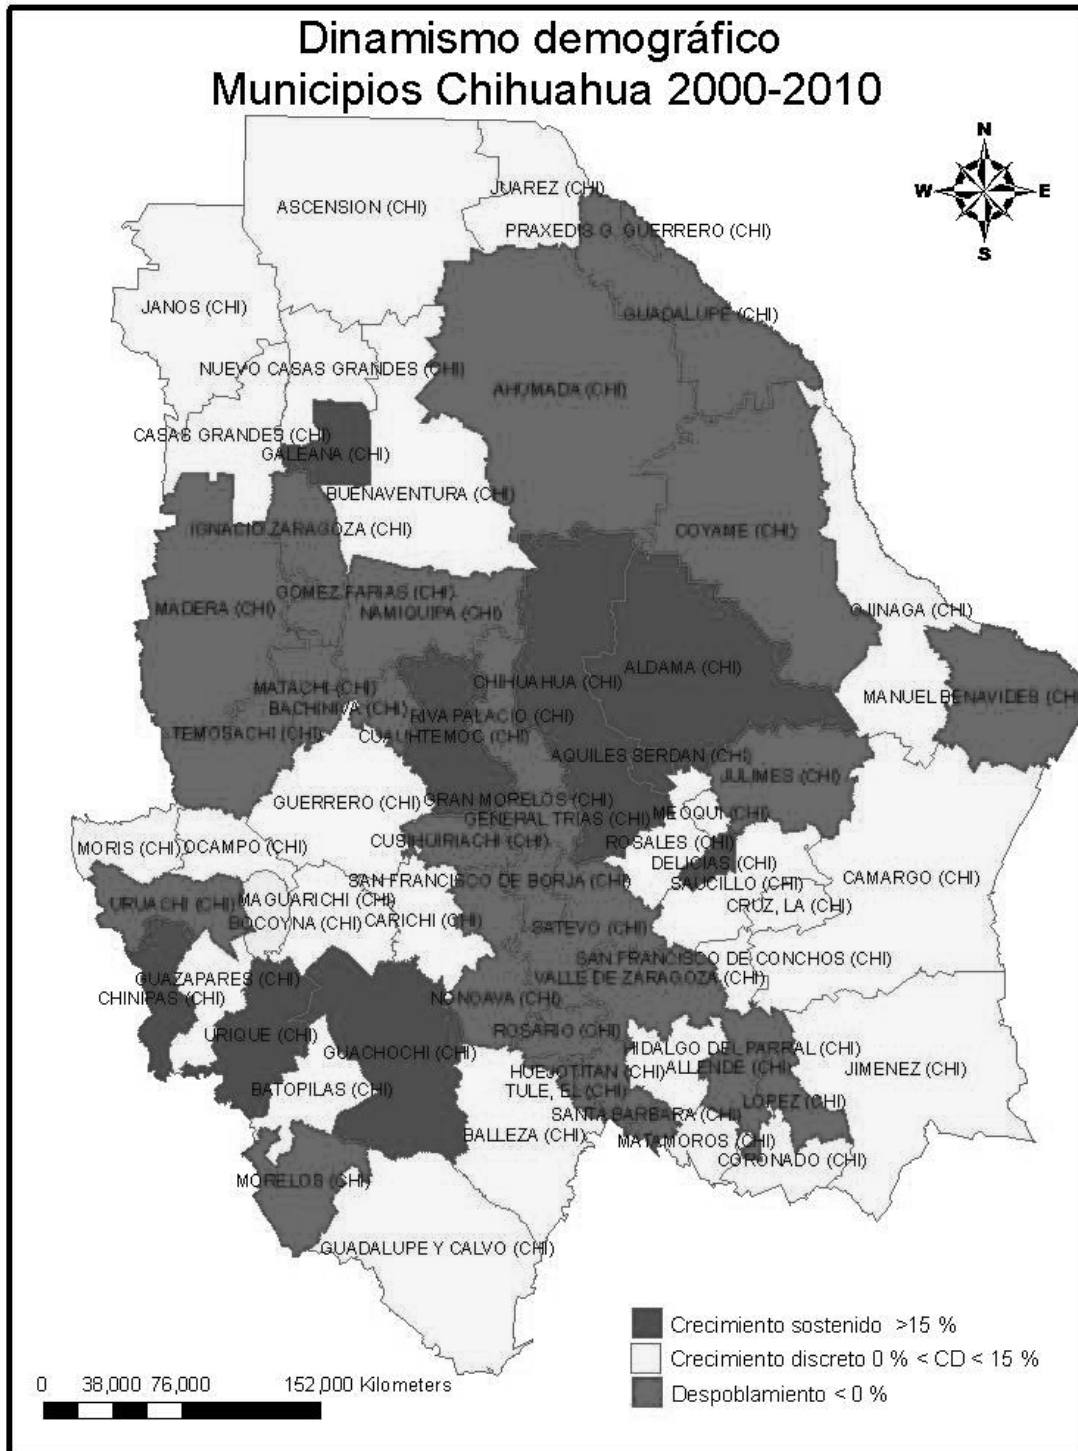 Dinamismo demográfico
Municipios Chihuahua 2000-2010
N
W E
S
JUAREZ (CHI)
ASCENSION (CHI)
PRAXEDIS G. GUERRERO (CHI)
JANOS (CHI)
GUADALUPE (CHI)
NUEVO CASAS GRANDES (CHI)
AHUMADA (CHI)
CASAS GRANDES (CHI)
GALEANA (CHI)
BUENAVENTURA (CHI)
IGNACIO ZARAGOZA (CHI)
COYAME (CHI)
GOMEZ FARIAS (CHI)
MADERA (CHI)
NAMIQUIPA (CHI)
OJINAGA (CHI)
ALDAMA (CHI)
CHIHUAHUA (CHI)
MATACHI (CHI)
MANUEL BENAVIDES (CHI)
BACHINIVA (CHI)
RIVA PALACIO (CHI)
TEMOSACHI (CHI)
CUAUHTEMOC (CHI)
AQUILES SERDAN (CHI)
JULIMES (CHI)
GUERRERO (CHI)
GRAN MORELOS (CHI)
GENERAL TRIAS (CHI)
MEOQUI (CHI)
CUSIHUIRIACHI (CHI)
ROSALES (CHI)
MORIS (CHI)
OCAMPO (CHI)
DELICIAS (CHI)
SAN FRANCISCO DE BORJA (CHI)
SAUCILLO (CHI)
CAMARGO (CHI)
URUACHI (CHI)
MAGUARICHI (CHI)
CRUZ, LA (CHI)
BOCOYNA (CHI)
CARICHI (CHI)
SATEVO (CHI)
SAN FRANCISCO DE CONCHOS (CHI)
GUAZAPARES (CHI)
VALLE DE ZARAGOZA (CHI)
CHINIPAS (CHI)
NONOAVA (CHI)
URIQUE (CHI)
ROSARIO (CHI)
GUACHOCHI (CHI)
HIDALGO DEL PARRAL (CHI)
HUEJOTITAN (CHI)
ALLENDE (CHI)
JIMENEZ (CHI)
BATOPILAS (CHI)
TULE, EL (CHI)
LOPEZ (CHI)
SANTA BARBARA (CHI)
BALLEZA (CHI)
MATAMOROS (CHI)
CORONADO (CHI)
MORELOS (CHI)
GUADALUPE Y CALVO (CHI)
Crecimiento sostenido >15 %
Crecimiento discreto 0 % < CD < 15 %
Despoblamiento < 0 %
0 38,000 76,000 152,000 Kilometers